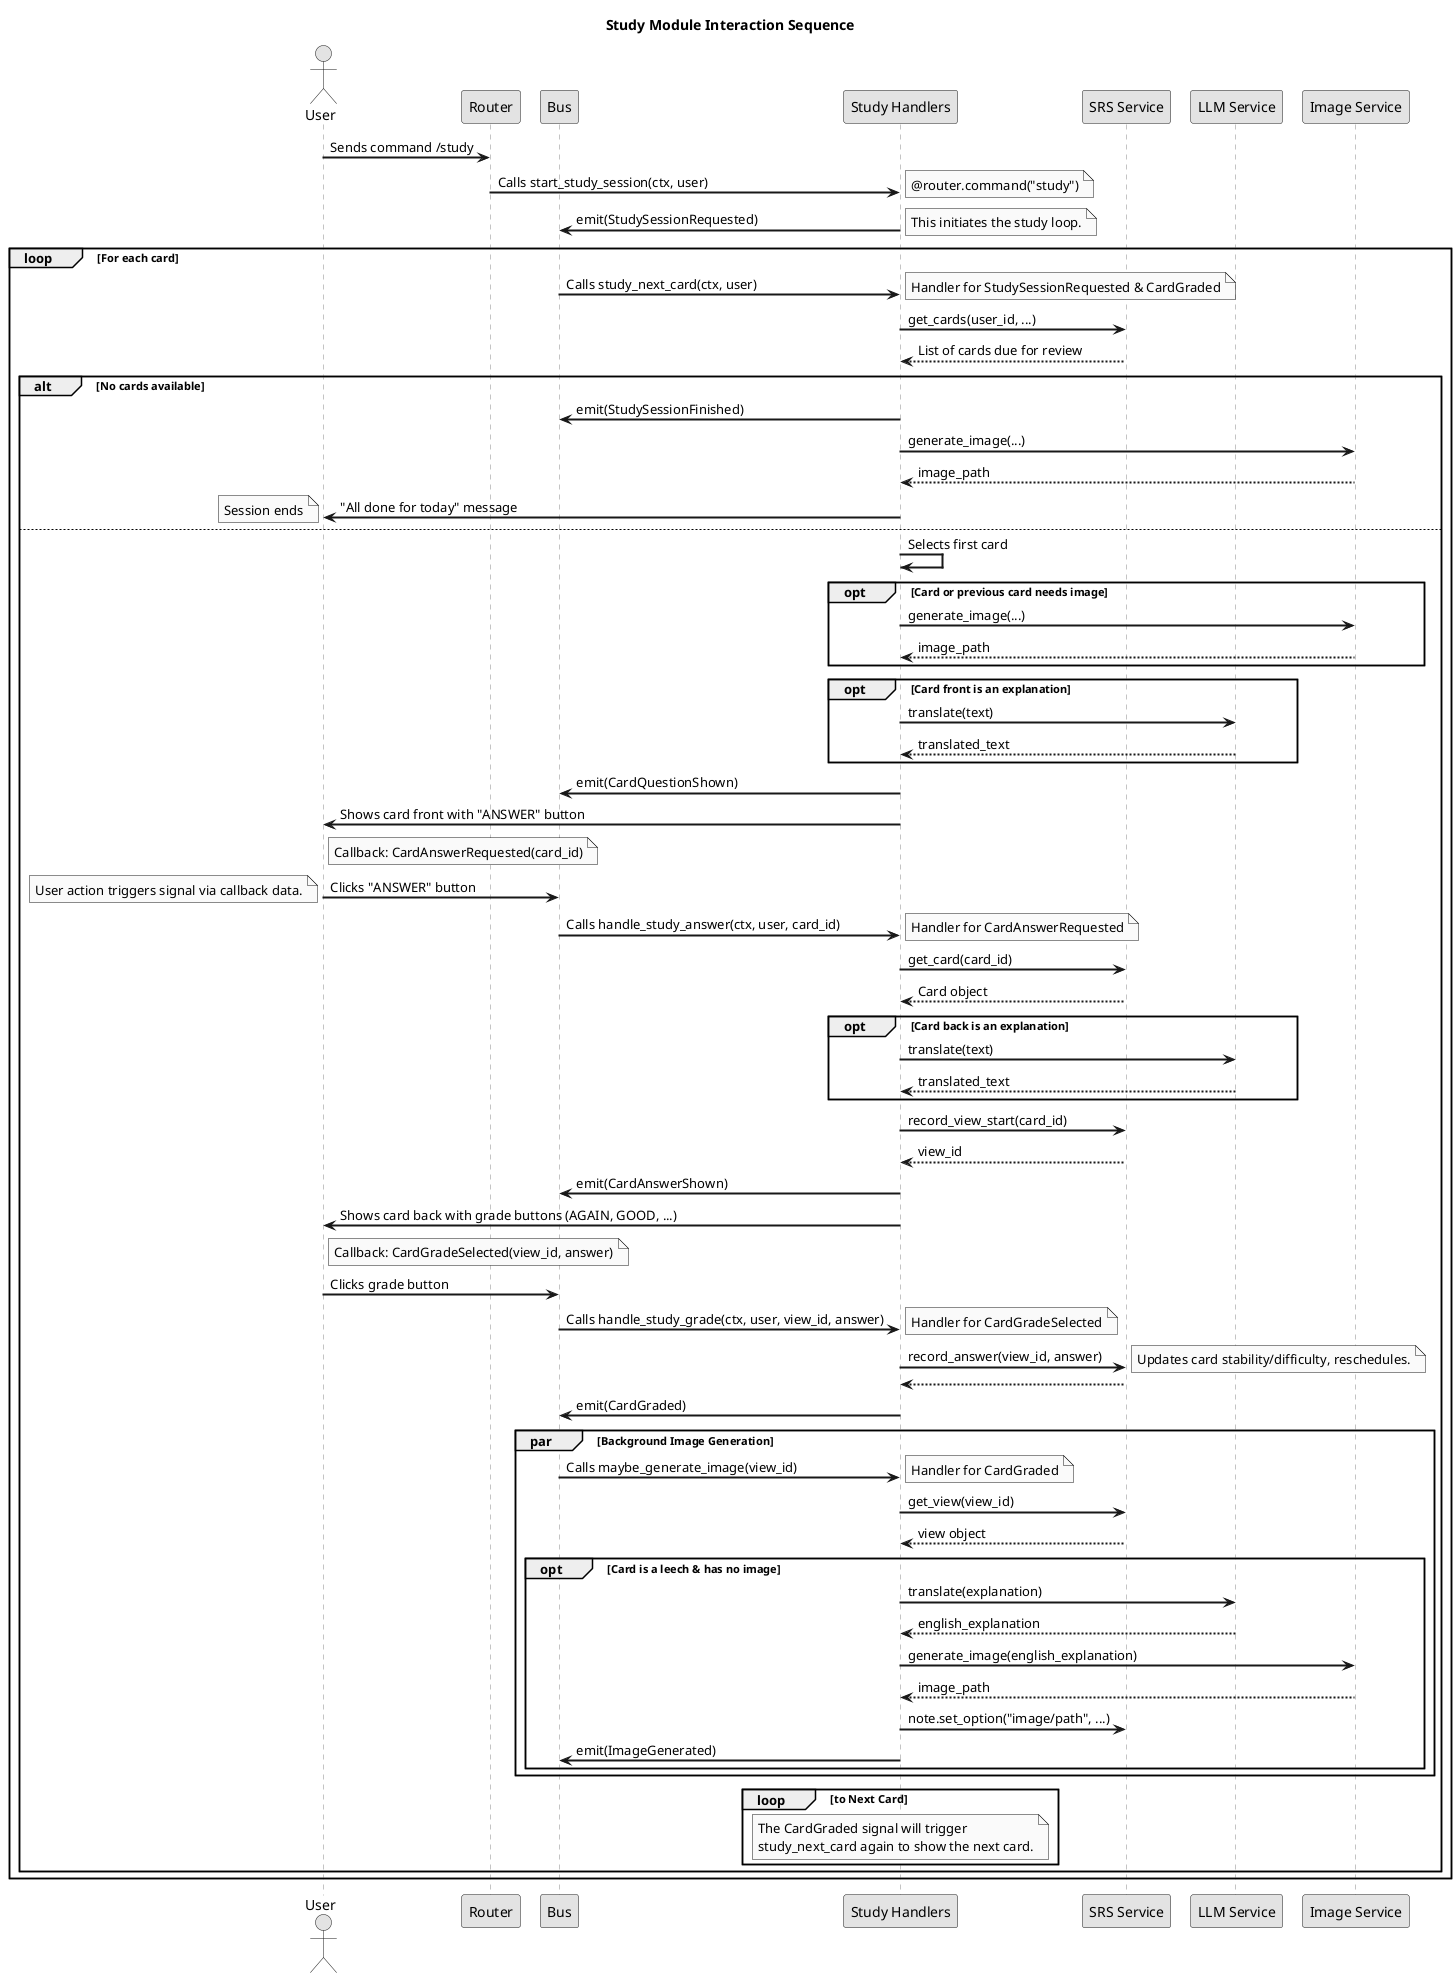 Study Module Interaction Sequence
User
Router
Bus
Study Handlers
SRS Service
LLM Service
Image Service
Sends command /study
Calls start_study_session(ctx, user)
@router.command("study")
emit(StudySessionRequested)
This initiates the study loop.
loop [For each card]
Calls study_next_card(ctx, user)
Handler for StudySessionRequested & CardGraded
get_cards(user_id, ...)
List of cards due for review
alt [No cards available]
emit(StudySessionFinished)
generate_image(...)
image_path
Session ends
"All done for today" message
Selects first card
opt [Card or previous card needs image]
generate_image(...)
image_path
opt [Card front is an explanation]
translate(text)
translated_text
emit(CardQuestionShown)
Shows card front with "ANSWER" button
Callback: CardAnswerRequested(card_id)
User action triggers signal via callback data.
Clicks "ANSWER" button
Calls handle_study_answer(ctx, user, card_id)
Handler for CardAnswerRequested
get_card(card_id)
Card object
opt [Card back is an explanation]
translate(text)
translated_text
record_view_start(card_id)
view_id
emit(CardAnswerShown)
Shows card back with grade buttons (AGAIN, GOOD, ...)
Callback: CardGradeSelected(view_id, answer)
Clicks grade button
Calls handle_study_grade(ctx, user, view_id, answer)
Handler for CardGradeSelected
record_answer(view_id, answer)
Updates card stability/difficulty, reschedules.
emit(CardGraded)
par [Background Image Generation]
Calls maybe_generate_image(view_id)
Handler for CardGraded
get_view(view_id)
view object
opt [Card is a leech & has no image]
translate(explanation)
english_explanation
generate_image(english_explanation)
image_path
note.set_option("image/path", ...)
emit(ImageGenerated)
loop [to Next Card]
The CardGraded signal will trigger
study_next_card again to show the next card.
User
Router
Bus
Study Handlers
SRS Service
LLM Service
Image Service